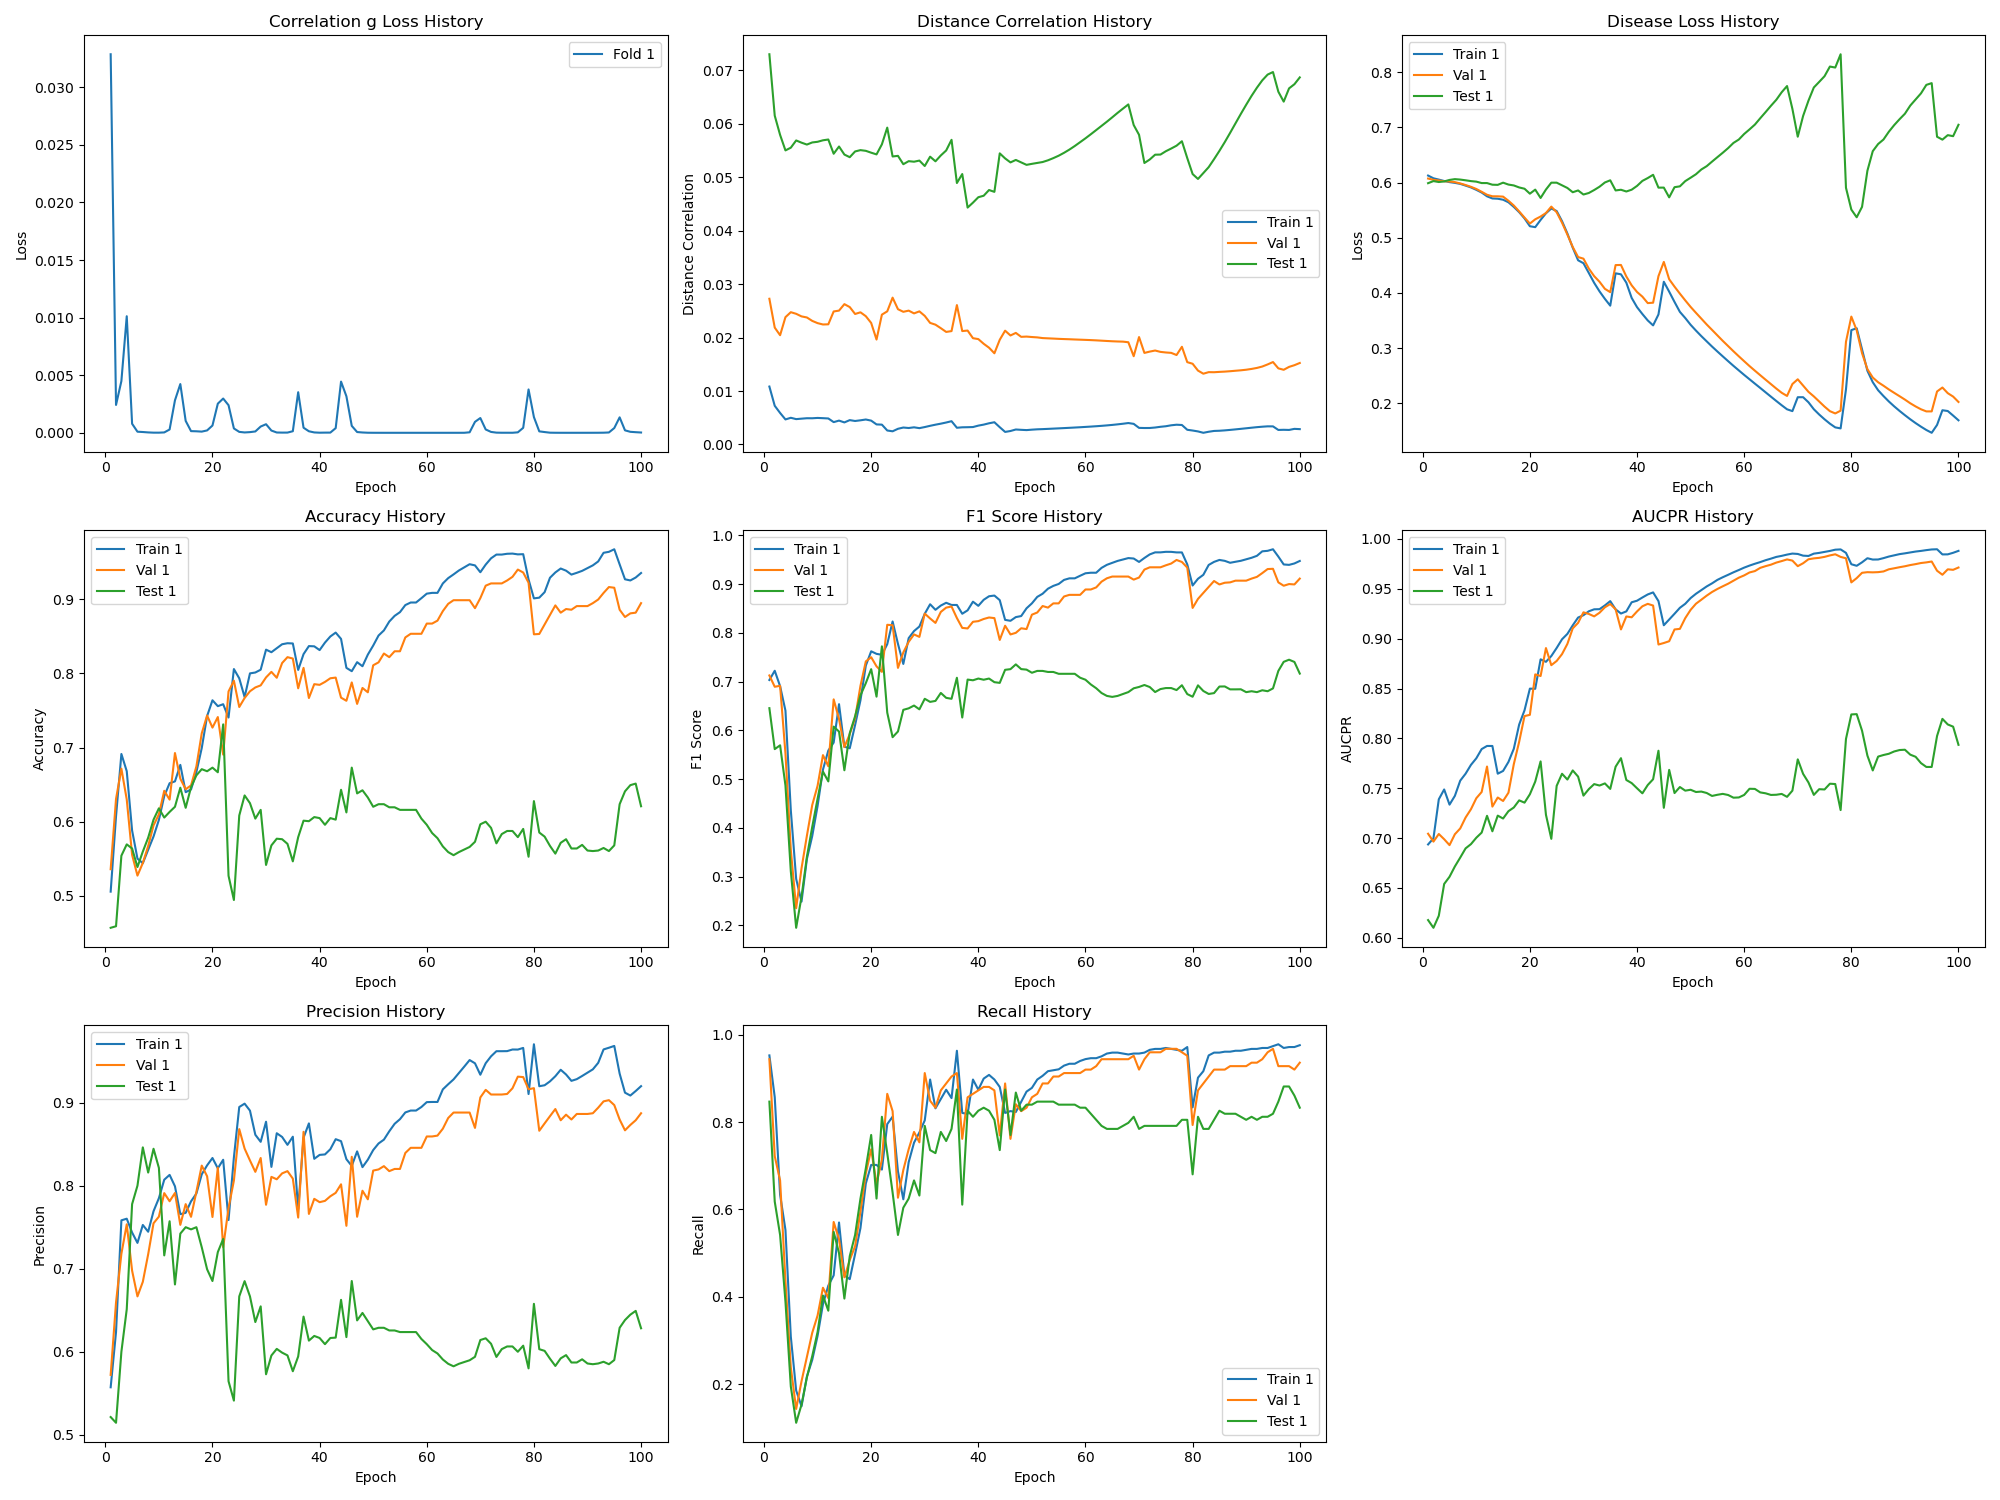 Correlation g Loss History
Fold 1
Loss
0.030
0.025
0.020
0.015
0.010
0.005
0.000
0 20 40 60 80 100
Epoch
Distance Correlation History
Train 1
Val 1
Test 1
Distance Correlation
0.07
0.06
0.05
0.04
0.03
0.02
0.01
0.00
0 20 40 60 80 100
Epoch
Disease Loss History
Train 1
Val 1
Test 1
Loss
0.8
0.7
0.6
0.5
0.4
0.3
0.2
0 20 40 60 80 100
Epoch
Accuracy History
Train 1
Val 1
Test 1
Accuracy
0.9
0.8
0.7
0.6
0.5
0 20 40 60 80 100
Epoch
F1 Score History
Train 1
Val 1
Test 1
F1 Score
1.0
0.9
0.8
0.7
0.6
0.5
0.4
0.3
0.2
0 20 40 60 80 100
Epoch
AUCPR History
Train 1
Val 1
Test 1
AUCPR
1.00
0.95
0.90
0.85
0.80
0.75
0.70
0.65
0.60
0 20 40 60 80 100
Epoch
Precision History
Train 1
Val 1
Test 1
Precision
0.9
0.8
0.7
0.6
0.5
0 20 40 60 80 100
Epoch
Recall History
Train 1
Val 1
Test 1
Recall
1.0
0.8
0.6
0.4
0.2
0 20 40 60 80 100
Epoch